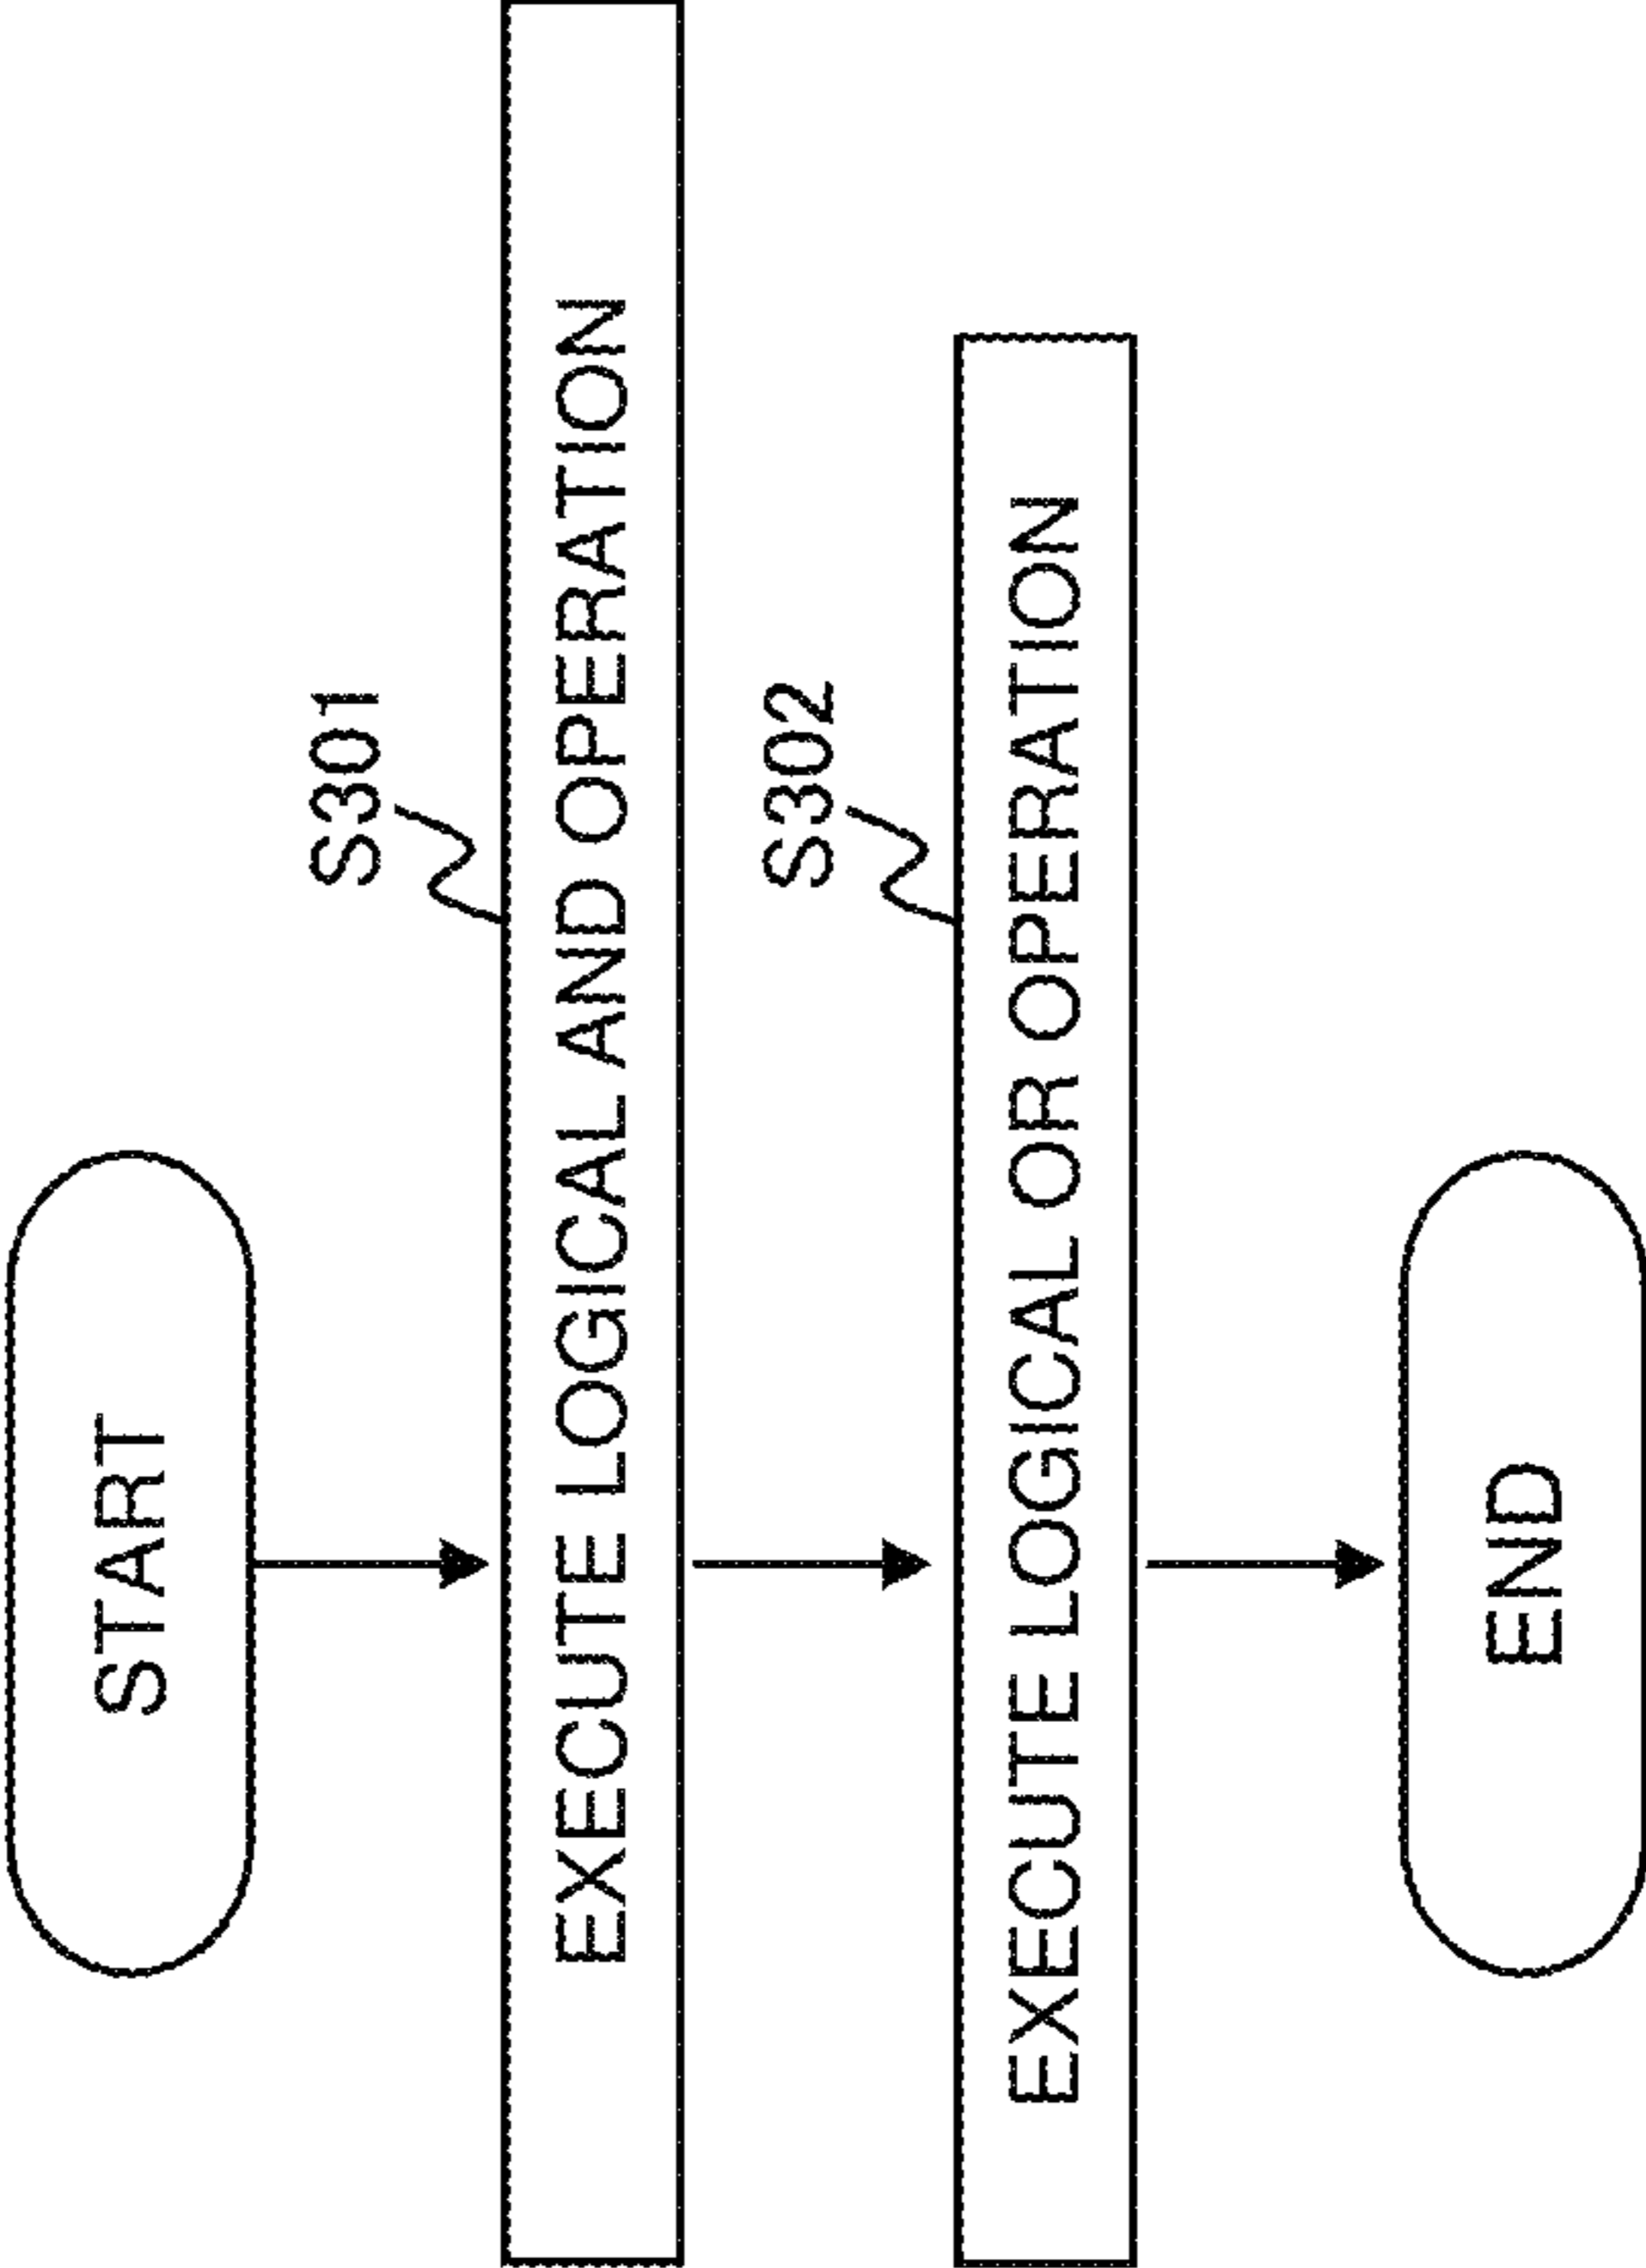 START
S301
EXECUTE LOGICAL AND OPERATION
S302
EXECUTE LOGICAL OR OPERATION
END